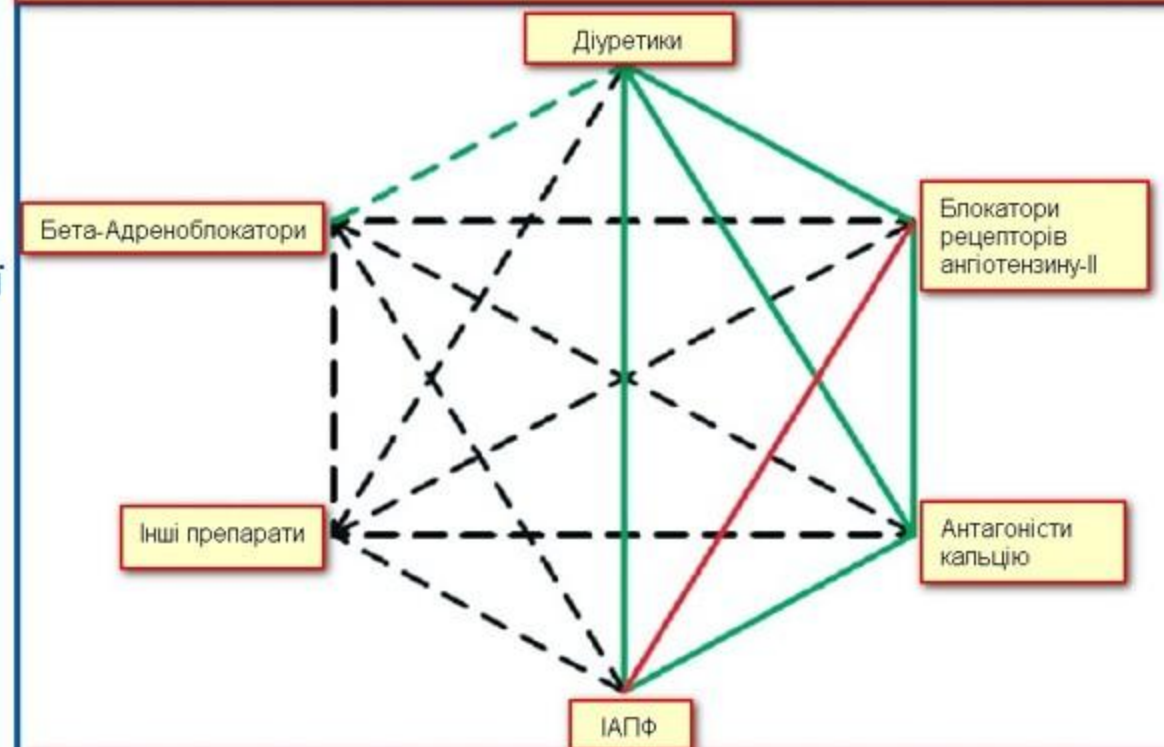 Діуретики
Бета-Адреноблокатори
Блокатори
рецепторів
ангіотензину-II
Інші препарати
Антагоністи
кальцію
ІАПФ